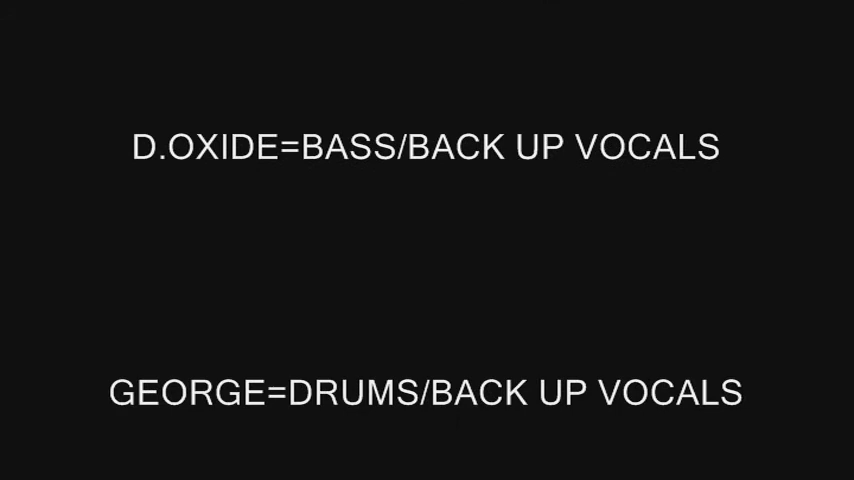 D.OXIDE=BASS/BACK UP VOCALS
GEORGE=DRUMS/BACK UP VOCALS